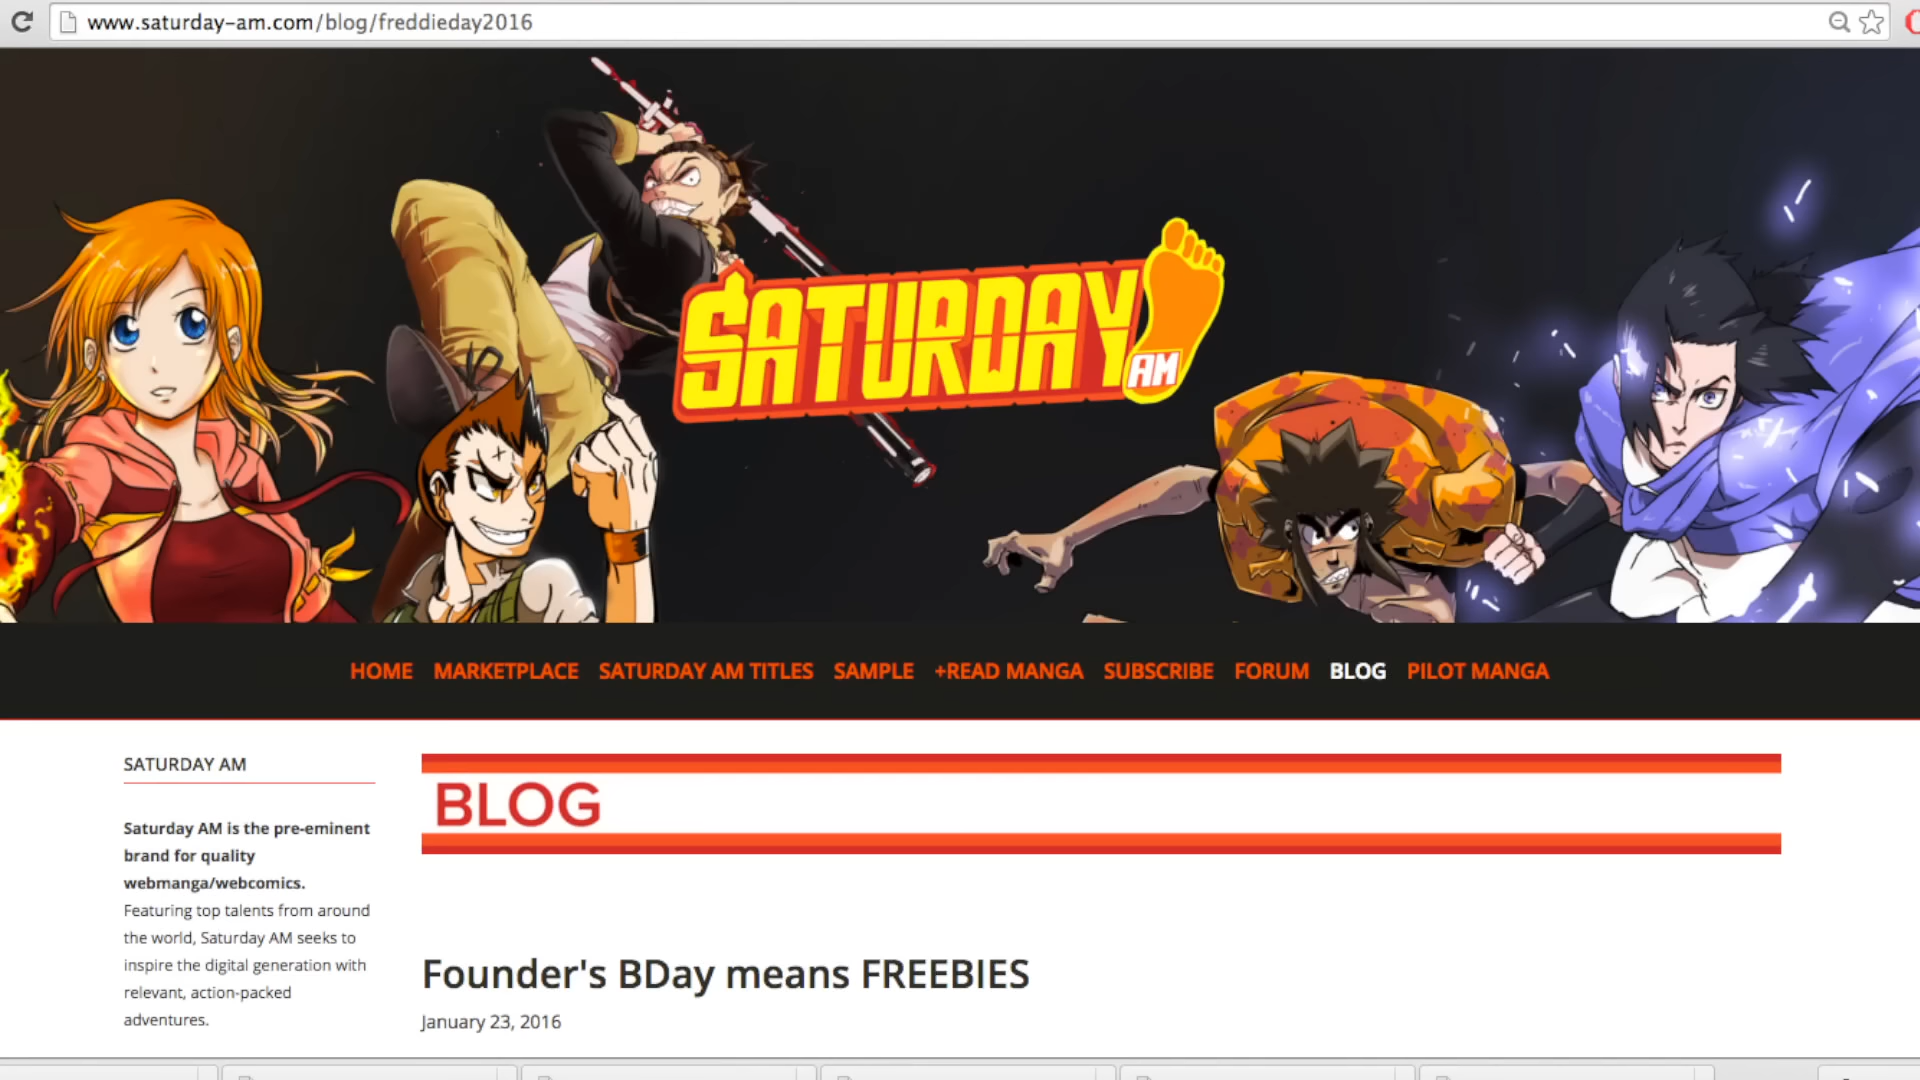 www.saturday-am.com/blog/freddieday2016
SATURDAY
AM
HOME MARKETPLACE SATURDAY AM TITLES SAMPLE +READ MANGA SUBSCRIBE FORUM BLOG PILOT MANGA
SATURDAY AM
Saturday AM is the pre-eminent
brand for quality
webmanga/webcomics.
Featuring top talents from around
the world, Saturday AM seeks to
inspire the digital generation with
relevant, action-packed
adventures.
BLOG
Founder's BDay means FREEBIES
January 23, 2016